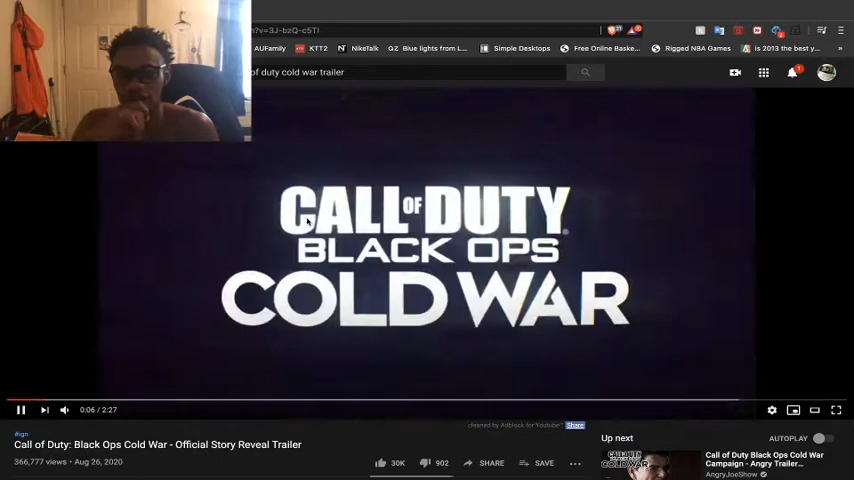 n?v=3J-bzQ-c5TI
AUFamily KTT2 NikeTalk QZ Blue lights from L... Simple Desktops Free Online Baske... Rigged NBA Games is 2013 the best y... »
of duty cold war trailer
CALL OF DUTY
BLACK OPS
COLD WAR
0:06 / 2:27
cleaned by Adblock for Youtube™ Share
#ign
Call of Duty: Black Ops Cold War - Official Story Reveal Trailer
366,777 views • Aug 26, 2020
30K 902 SHARE SAVE ...
Up next
AUTOPLAY
COLD WAR
Call of Duty Black Ops Cold War
Campaign - Angry Trailer...
AngryJoeShow